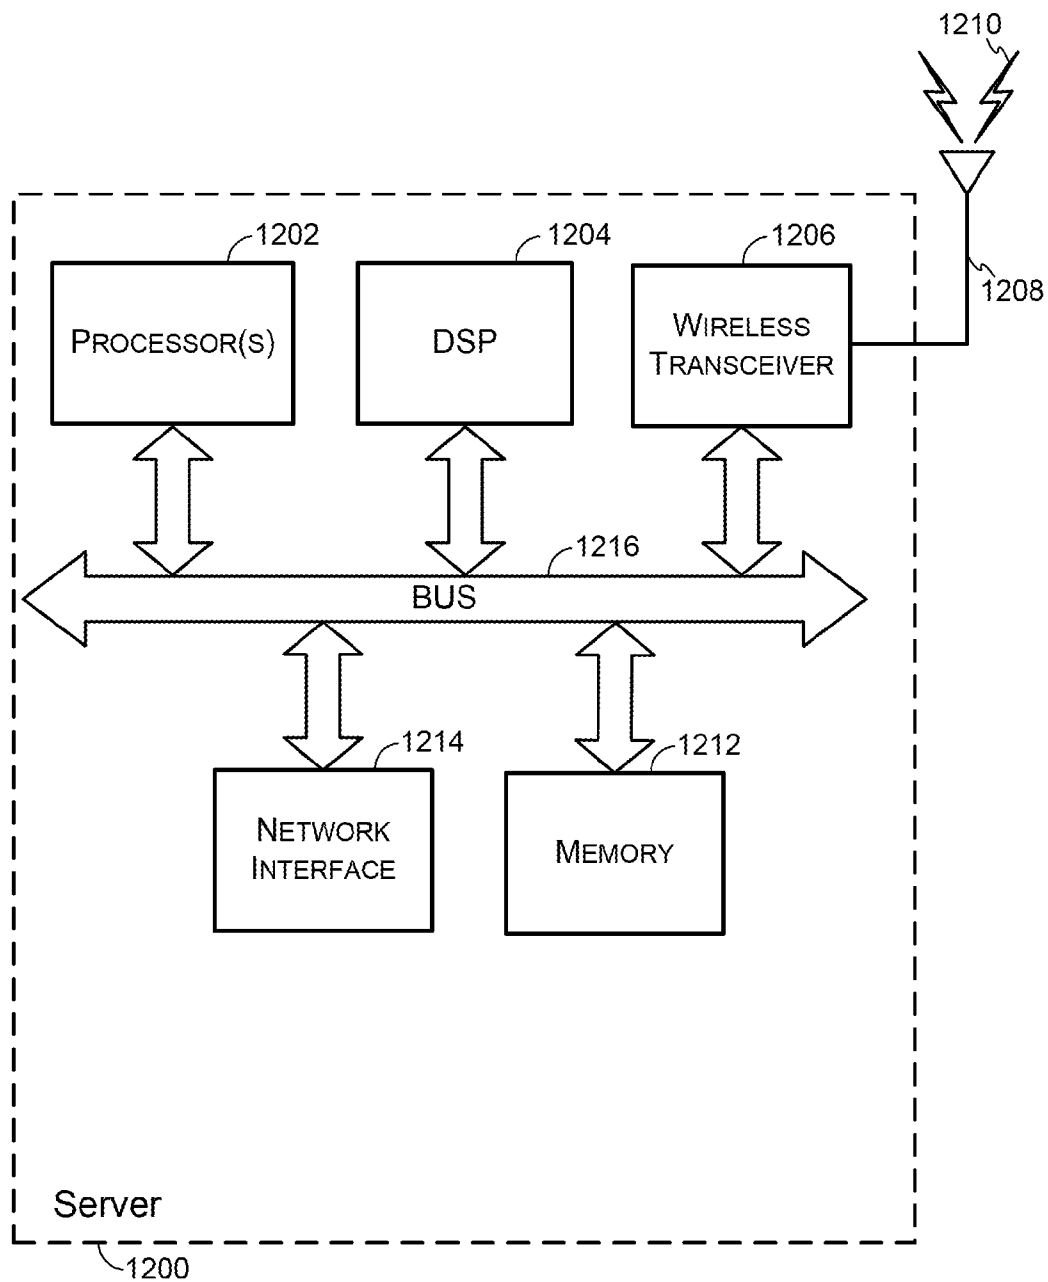 1210
1202
1204
1206
1208
PROCESSOR(S)
DSP
WIRELESS
TRANSCEIVER
1216
BUS
1214
1212
NETWORK
INTERFACE
MEMORY
Server
1200